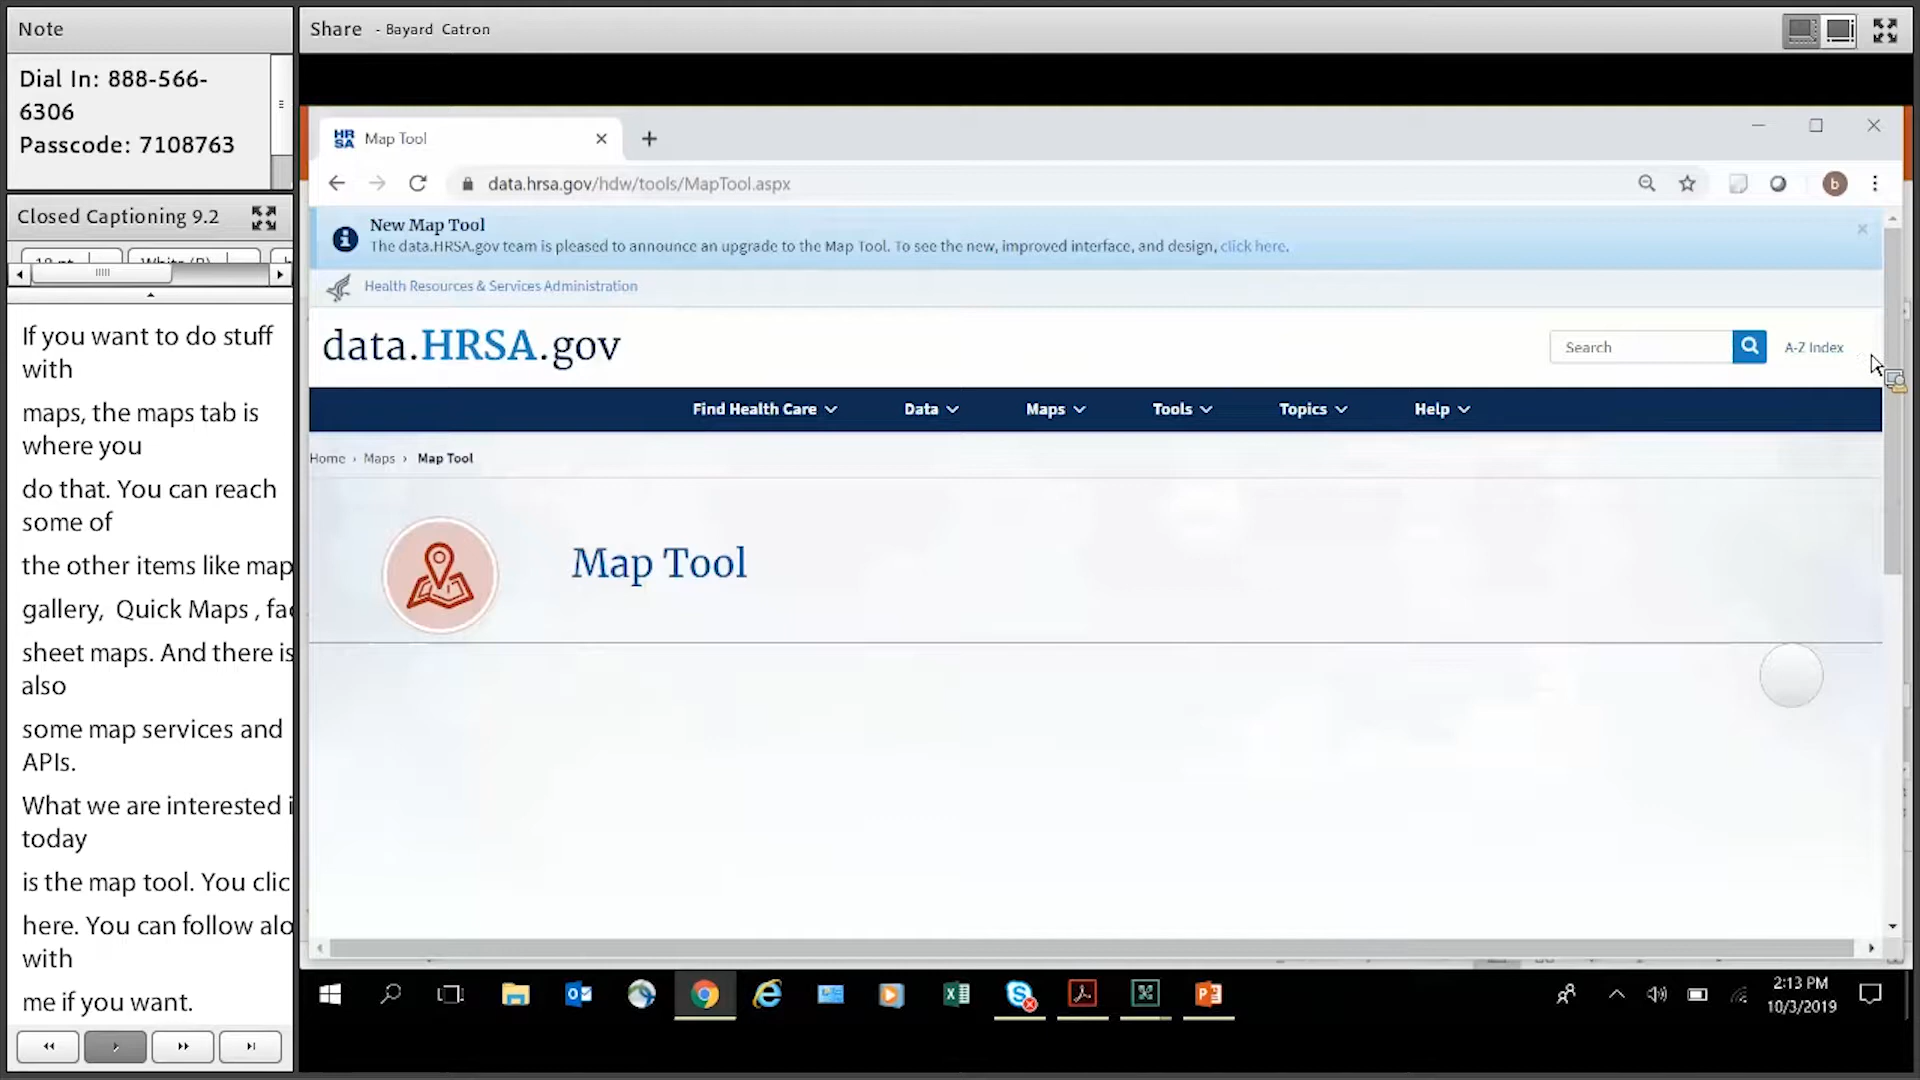 Note
Dial In: 888-566-
6306
Passcode: 7108763
Closed Captioning 9.2
If you want to do stuff
with
maps, the maps tab is
where you
do that. You can reach
some of
the other items like map
gallery, Quick Maps , fac
sheet maps. And there is
also
some map services and
APIs.
What we are interested i
today
is the map tool. You clic
here. You can follow alo
with
me if you want.
Share - Bayard Catron
HR
SA
Map Tool
data.hrsa.gov/hdw/tools/MapTool.aspx
b
New Map Tool
The data.HRSA.gov team is pleased to announce an upgrade to the Map Tool. To see the new, improved interface, and design, click here.
Health Resources & Services Administration
data.HRSA.gov
Search
A-Z Index
Find Health Care Data Maps Tools Topics Help
Home › Maps › Map Tool
Map Tool
2:13 PM
10/3/2019